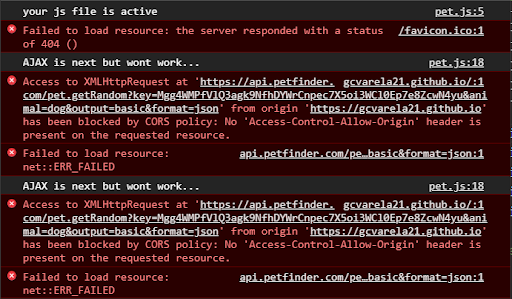 your js file is active pet.js:5
Failed to load resource: the server responded with a status /favicon.ico:1
of 404 ()
AJAX is next but wont work... pet.js:18
Access to XMLHttpRequest at 'https://api.petfinder. gcvarela21.github.io/:1
com/pet.getRandom?key=Mgg4WMPfVlQ3agk9NfhDYWrCnpec7X5oi3WCl0Ep7e8ZcwN4yu&ani
mal=dog&output=basic&format=json' from origin 'https://gcvarela21.github.io'
has been blocked by CORS policy: No 'Access-Control-Allow-Origin' header is
present on the requested resource.
Failed to load resource: api.petfinder.com/pe…basic&format=json:1
net::ERR_FAILED
AJAX is next but wont work... pet.js:18
Access to XMLHttpRequest at 'https://api.petfinder. gcvarela21.github.io/:1
com/pet.getRandom?key=Mgg4WMPfVlQ3agk9NfhDYWrCnpec7X5oi3WCl0Ep7e8ZcwN4yu&ani
mal=dog&output=basic&format=json' from origin 'https://gcvarela21.github.io'
has been blocked by CORS policy: No 'Access-Control-Allow-Origin' header is
present on the requested resource.
Failed to load resource: api.petfinder.com/pe…basic&format=json:1
net::ERR_FAILED